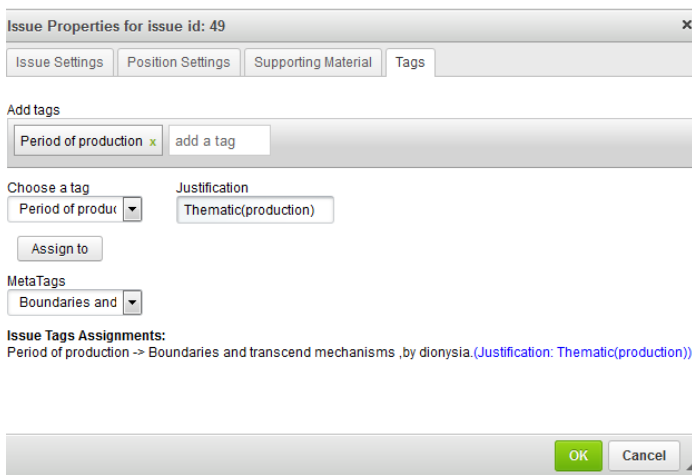 Issue Properties for issue id: 49 ×
Issue Settings Position Settings Supporting Material Tags
Add tags
Period of production x add a tag
Choose a tag Justification
Period of produc Thematic(production)
Assign to
MetaTags
Boundaries and
Issue Tags Assignments:
Period of production -> Boundaries and transcend mechanisms ,by dionysia.(Justification: Thematic(production))
OK Cancel